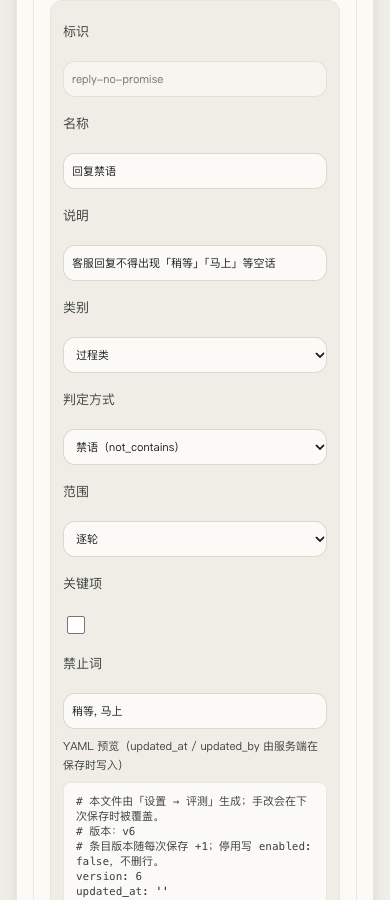 标识
reply-no-promise
名称
回复禁语
说明
客服回复不得出现「稍等」「马上」等空话
类别
过程类
判定方式
禁语（not_contains）
范围
逐轮
关键项
禁止词
稍等, 马上
YAML 预览（updated_at / updated_by 由服务端在
保存时写入）
# 本文件由「设置 → 评测」生成；手改会在下
次保存时被覆盖。
# 版本：v6
# 条目版本随每次保存 +1；停用写 enabled:
false，不删行。
version: 6
updated_at: ''